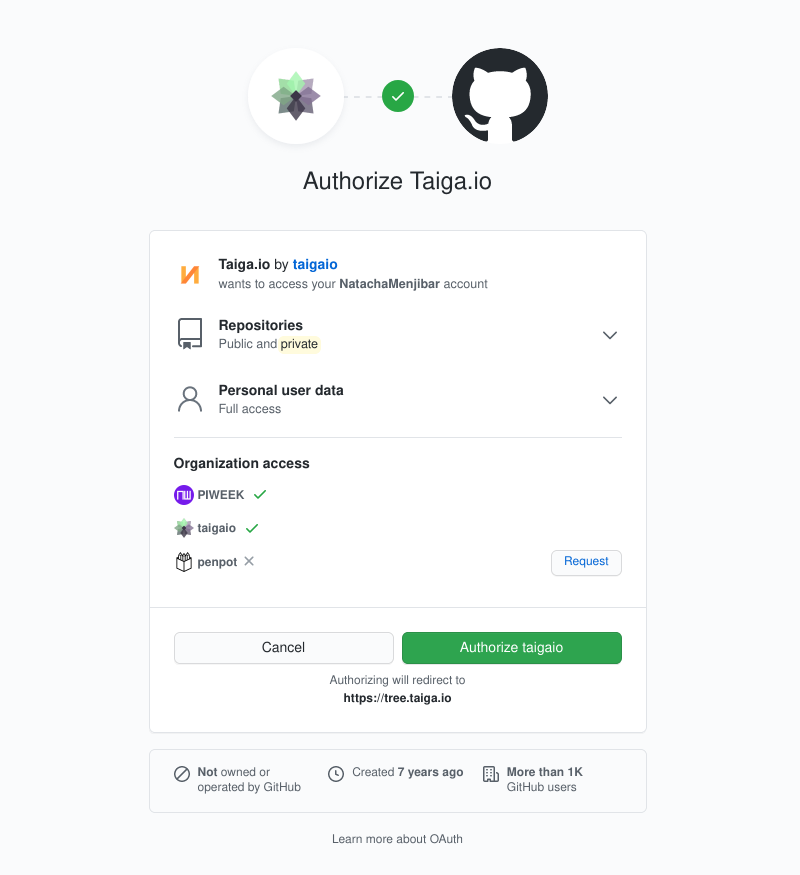 Authorize Taiga.io
Taiga.io by taigaio
wants to access your NatachaMenjibar account
Repositories
Public and private
Personal user data
Full access
Organization access
PIWEEK
taigaio
penpot
Request
Cancel
Authorize taigaio
Authorizing will redirect to
https://tree.taiga.io
Not owned or
operated by GitHub
Created 7 years ago
More than 1K
GitHub users
Learn more about OAuth